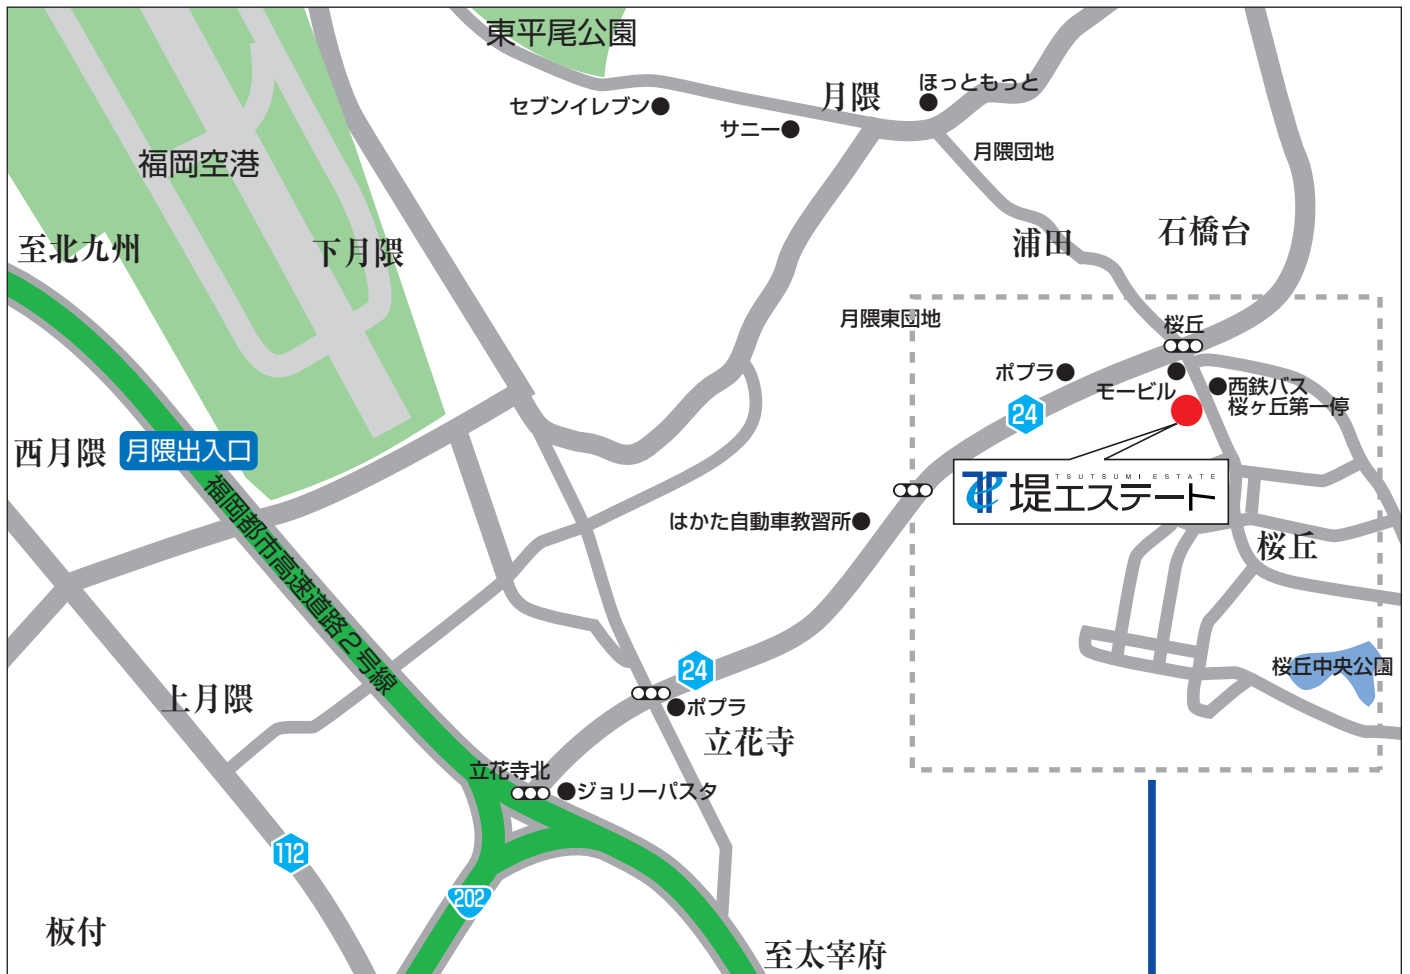 東平尾公園
ほっともっと
月隈
セブンイレブン
サニー
月隈団地
福岡空港
石橋台
浦田
至北九州
下月隈
月隈東団地
桜丘
ポプラ
モービル
西鉄バス
桜ヶ丘第一停
24
西月隈
月隈出入口
TSUTSUMI ESTATE
堤エステート
福岡都市高速道路2号線
はかた自動車教習所
桜丘
桜丘中央公園
24
上月隈
ポプラ
立花寺
立花寺北
ジョリーパスタ
112
202
板付
至太宰府